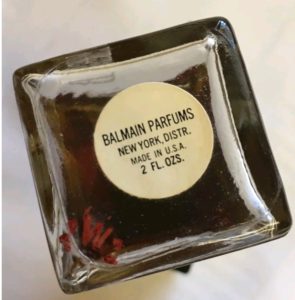 BALMAIN PARFUMS
NEW YORK, DISTR.
MADE IN U.S.A.
2 FL. OZS.